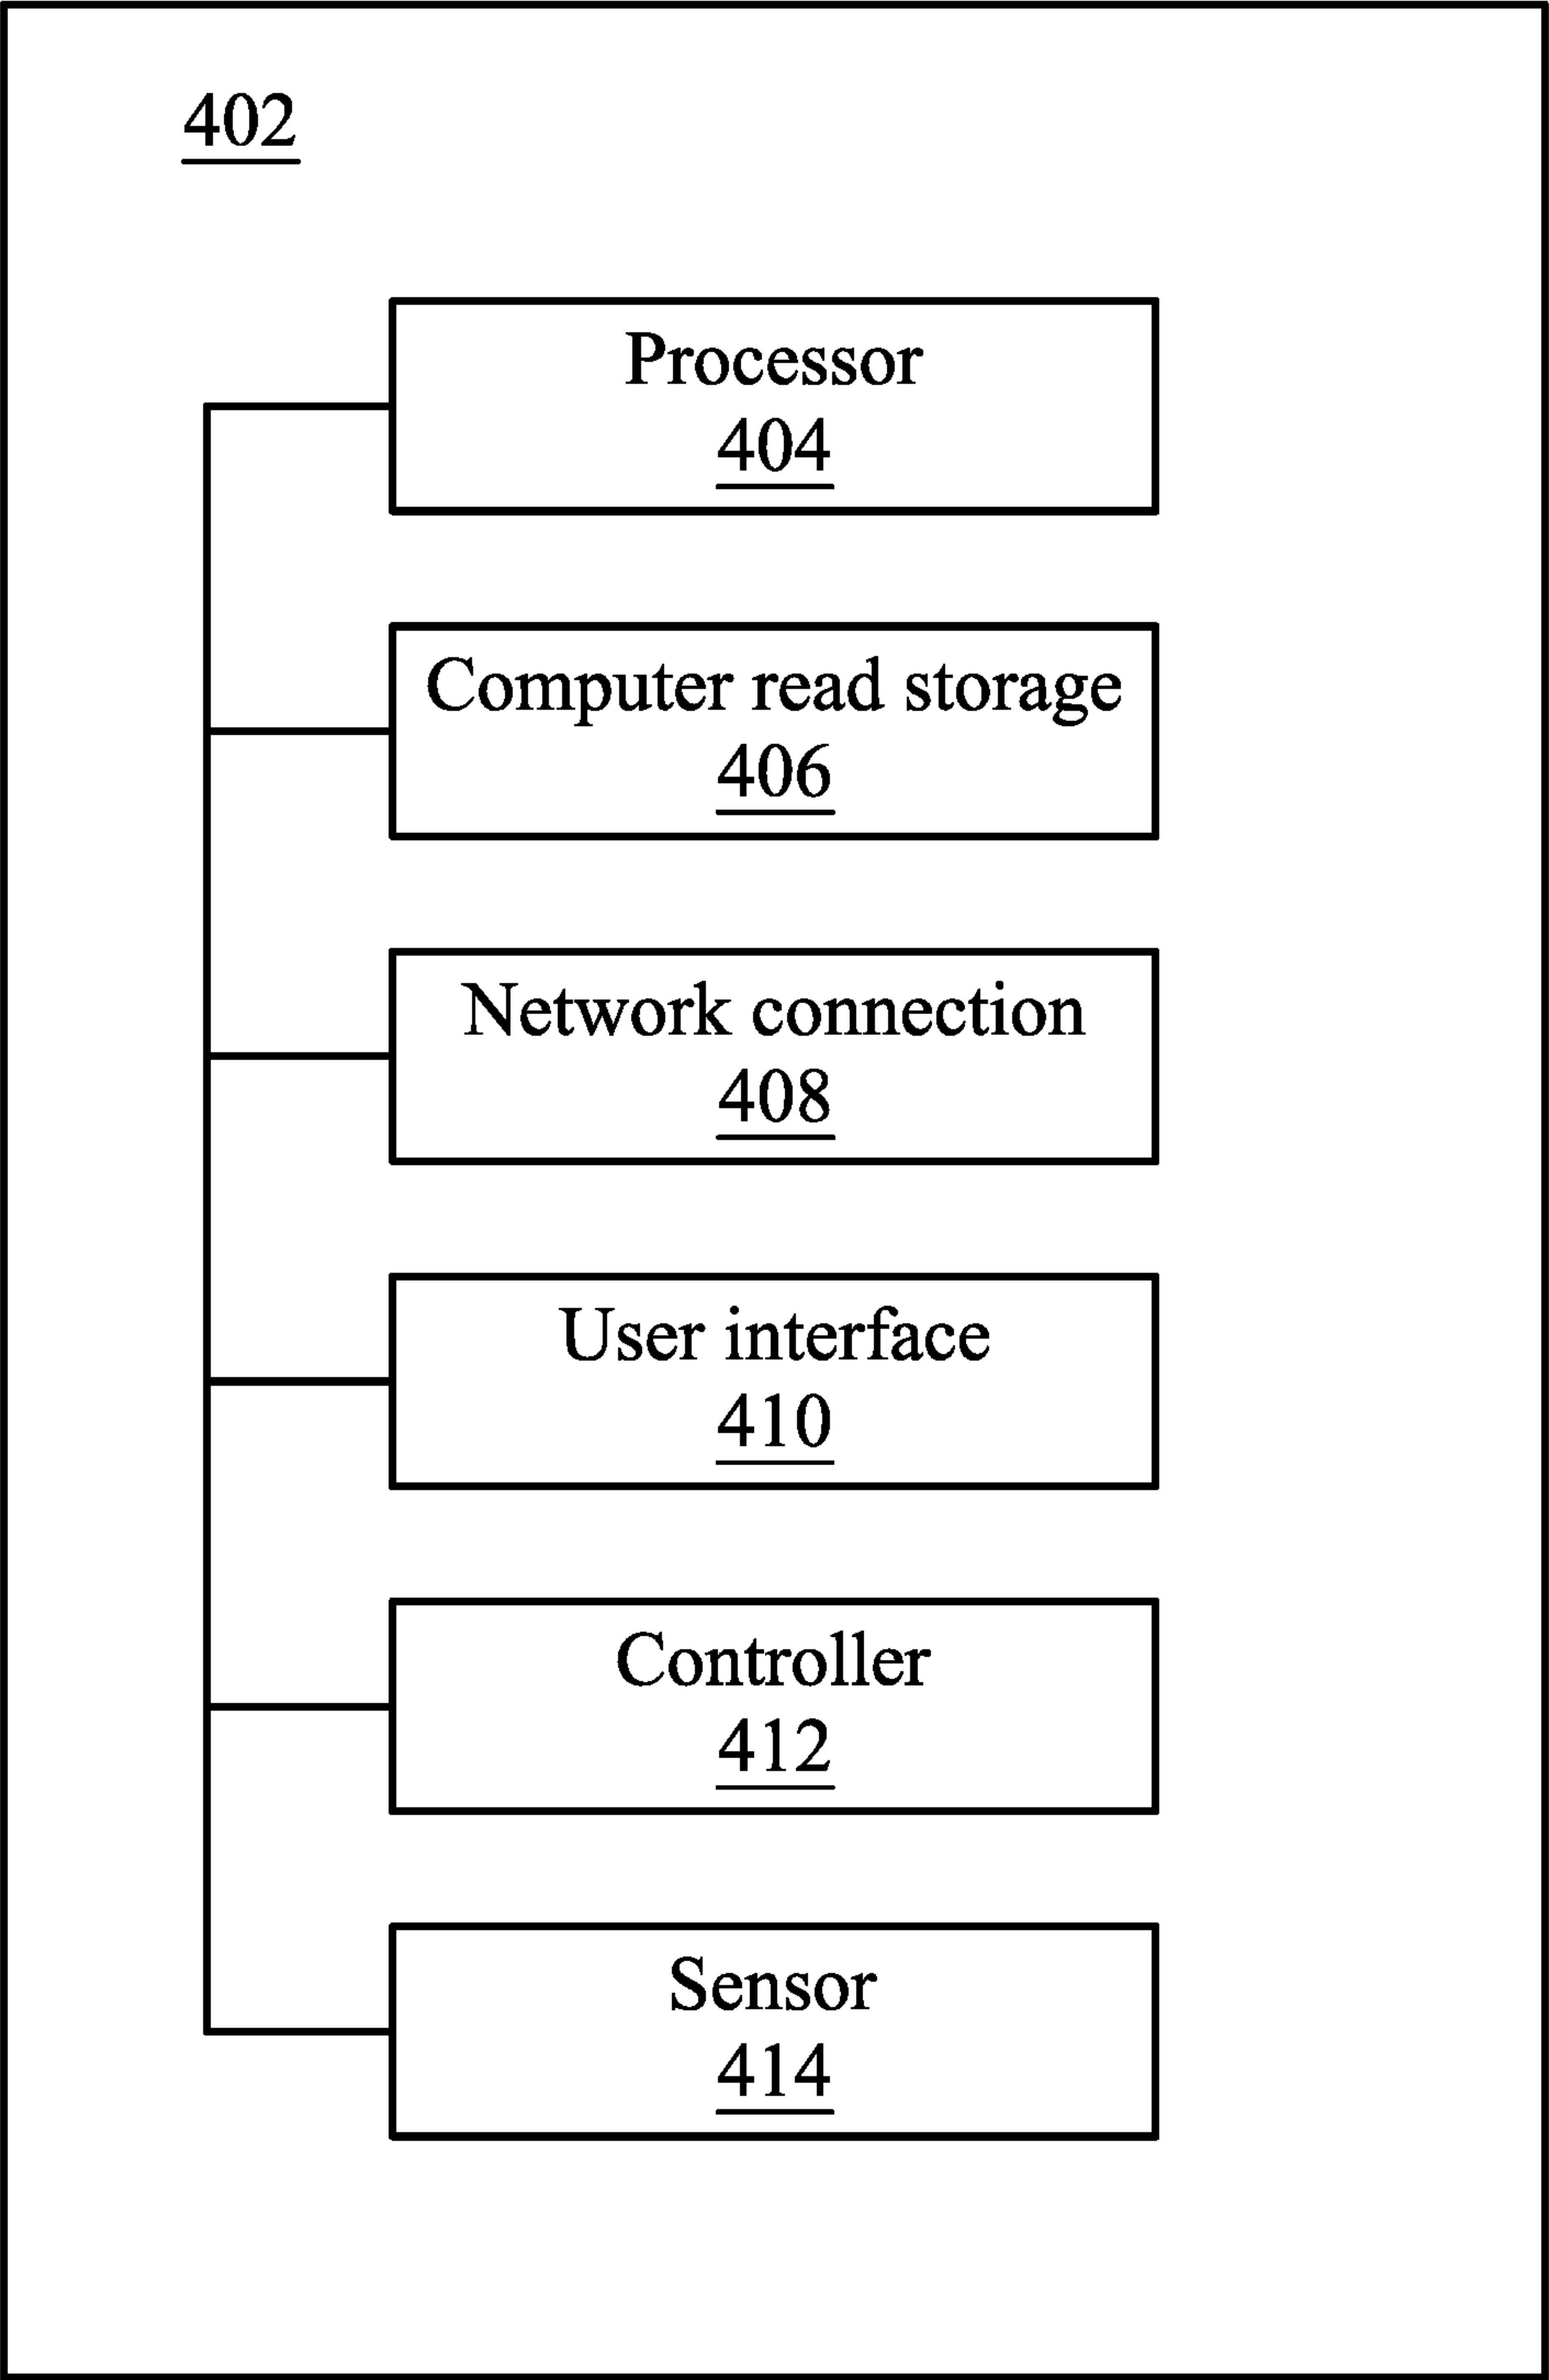 402
Processor
404
Computer read storage
406
Network connection
408
User interface
410
Controller
412
Sensor
414